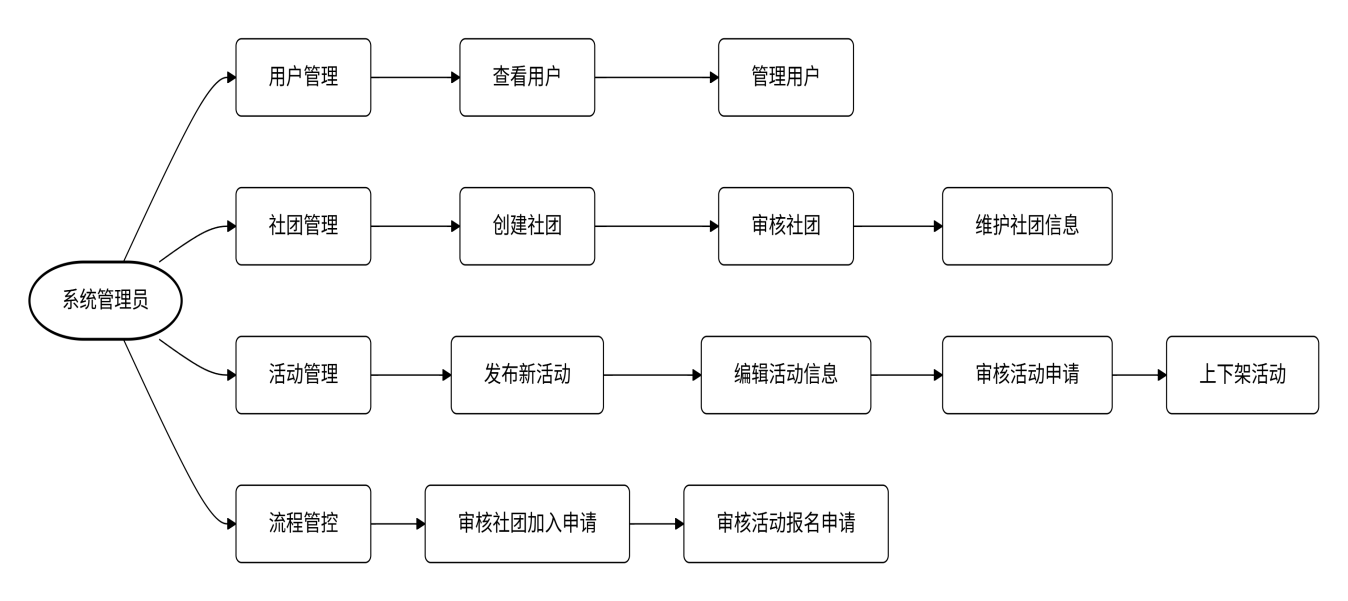 用户管理
查看用户
管理用户
社团管理
创建社团
审核社团
维护社团信息
系统管理员
活动管理
发布新活动
编辑活动信息
审核活动申请
上下架活动
流程管控
审核社团加入申请
审核活动报名申请